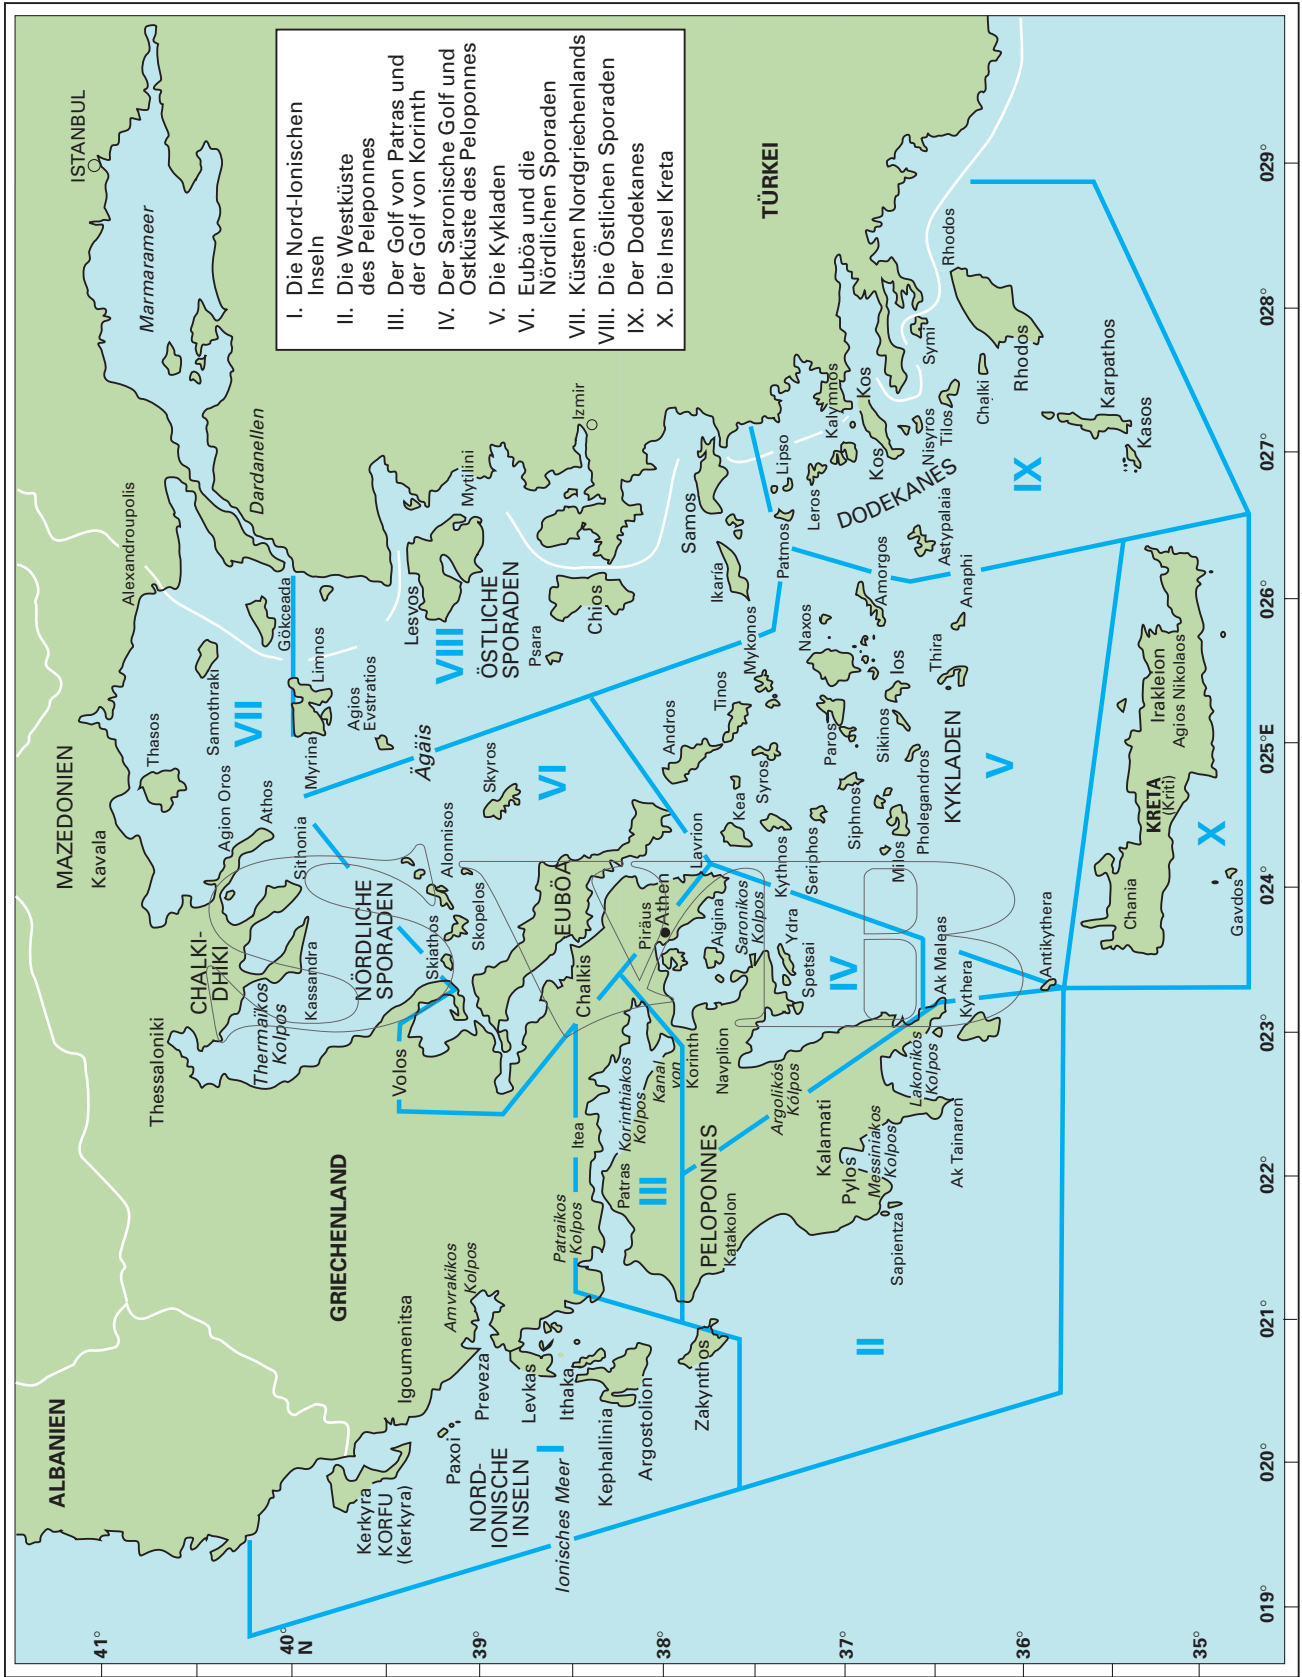 I. Die Nord-Ionischen
Inseln
II. Die Westküste
des Peleponnes
III. Der Golf von Patras und
der Golf von Korinth
IV. Der Saronische Golf und
Ostküste des Peloponnes
V. Die Kykladen
VI. Euböa und die
Nördlichen Sporaden
VII. Küsten Nordgriechenlands
VIII. Die Östlichen Sporaden
IX. Der Dodekanes
X. Die Insel Kreta
ALBANIEN
MAZEDONIEN
Kavala
ISTANBUL
Marmarameer
Alexandroupolis
Dardanellen
Thasos
Samothraki
VII
Gökceada
Agion Oros
Athos
CHALKI-
DHIKI
Thessaloniki
Thermaïkos
Kolpos
Kassandra
Sithonia
Myrina
Limnos
Agios
Evstratios
GRIECHENLAND
Kerkyra
KORFU
(Kerkyra)
Igoumenitsa
Volos
NÖRDLICHE
SPORADEN
Skiathos
Skopelos
Alonnisos
Ägäis
Skyros
VI
Lesvos
Mytilini
VIII
ÖSTLICHE
SPORADEN
Psara
Chios
Izmir
TÜRKEI
Paxoi
Preveza
Amvrakikos
Kolpos
NORD-
IONISCHE
INSELN
I
Ionisches Meer
Levkas
Ithaka
Kephallinia
Argostolion
Zakynthos
Patraikos
Kolpos
Itea
Patras
Korinthiakos
Kolpos
III
Kanal
von
Korinth
Chalkis
EUBÖA
Piräus
Athen
Lavrion
Aigina
Saronikos
Kolpos
Ydra
Spetsai
IV
Navplion
Argolikós
Kólpos
PELOPONNES
Katakolon
Kalamati
Pylos
Messiniakos
Kolpos
Sapientza
Lakonikos
Kolpos
Ak Tainaron
Ak Maleas
Kythera
Antikythera
II
Andros
Tinos
Mykonos
Kea
Syros
Kythnos
Seriphos
Siphnos
Milos
Pholegandros
Sikinos
Paros
Naxos
Ios
Thira
Amorgos
Anaphi
KYKLADEN
V
Samos
Ikaria
Patmos
Lipso
Leros
Kalymnos
Kos
Kos
DODEKANES
Astypalaia
Nisyros
Tilos
Symi
Chalki
Rhodos
Rhodos
IX
Karpathos
Kasos
Chania
KRETA
(Kriti)
Irakleion
Agios Nikolaos
X
Gavdos
41°
40°
N
39°
38°
37°
36°
35°
019°
020°
021°
022°
023°
024°
025°E
026°
027°
028°
029°